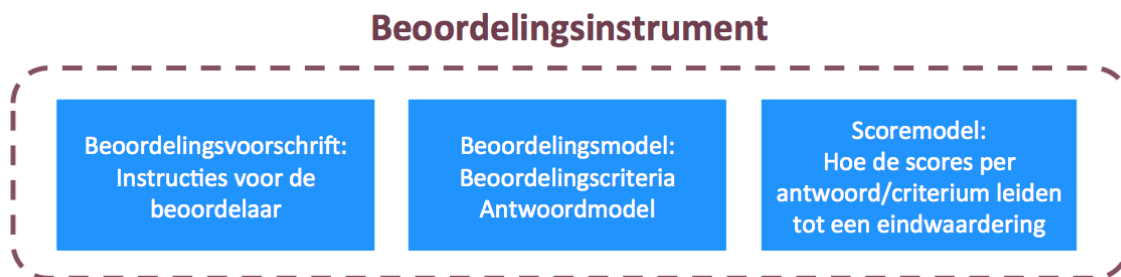 Beoordelingsinstrument
Beoordelingsvoorschrift:
Instructies voor de
beoordelaar
Beoordelingsmodel:
Beoordelingscriteria
Antwoordmodel
Scoremodel:
Hoe de scores per
antwoord/criterium leiden
tot een eindwaardering